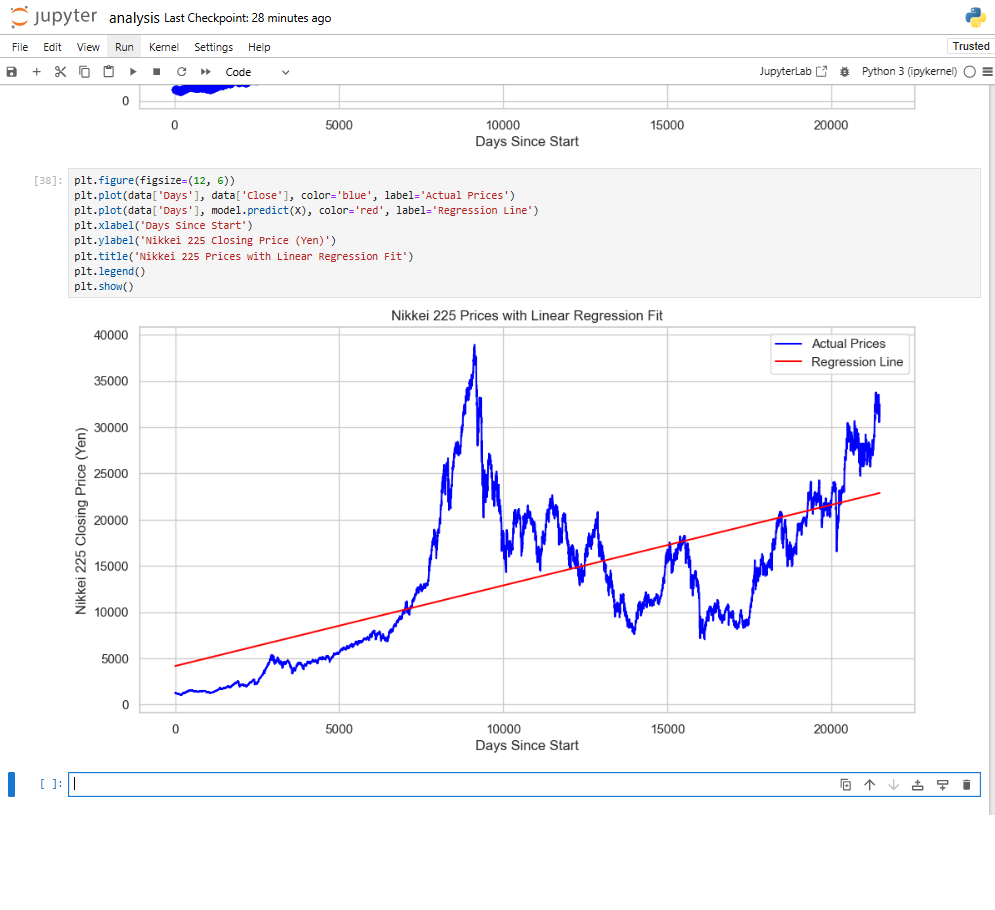 jupyter analysis Last Checkpoint: 28 minutes ago
File Edit View Run Kernel Settings Help
Trusted
Code
JupyterLab
Python 3 (ipykernel)
0
0 5000 10000 15000 20000
Days Since Start
[38]:
plt.figure(figsize=(12, 6))
plt.plot(data['Days'], data['Close'], color='blue', label='Actual Prices')
plt.plot(data['Days'], model.predict(X), color='red', label='Regression Line')
plt.xlabel('Days Since Start')
plt.ylabel('Nikkei 225 Closing Price (Yen)')
plt.title('Nikkei 225 Prices with Linear Regression Fit')
plt.legend()
plt.show()
Nikkei 225 Prices with Linear Regression Fit
Nikkei 225 Closing Price (Yen)
40000
35000
30000
25000
20000
15000
10000
5000
0
Actual Prices
Regression Line
0 5000 10000 15000 20000
Days Since Start
[ ]: